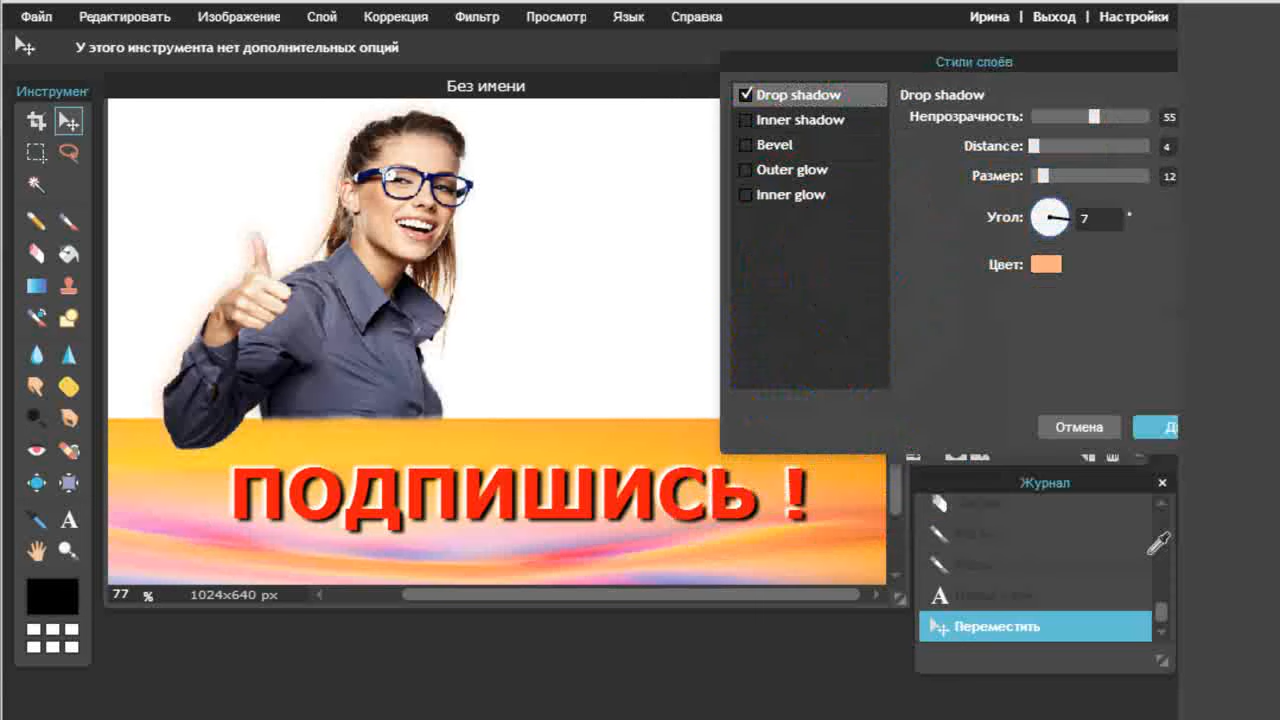 Файл Редактировать Изображение Слой Коррекция Фильтр Просмотр Язык Справка Ирина | Выход | Настройки
У этого инструмента нет дополнительных опций
Инструмен
Без имени
Стили слоёв
Drop shadow
Inner shadow
Bevel
Outer glow
Inner glow
Drop shadow
Непрозрачность: 55
Distance: 4
Размер: 12
Угол: 7 °
Цвет:
Отмена
ПОДПИШИСЬ !
77 % 1024x640 px
Журнал
A
Переместить
A